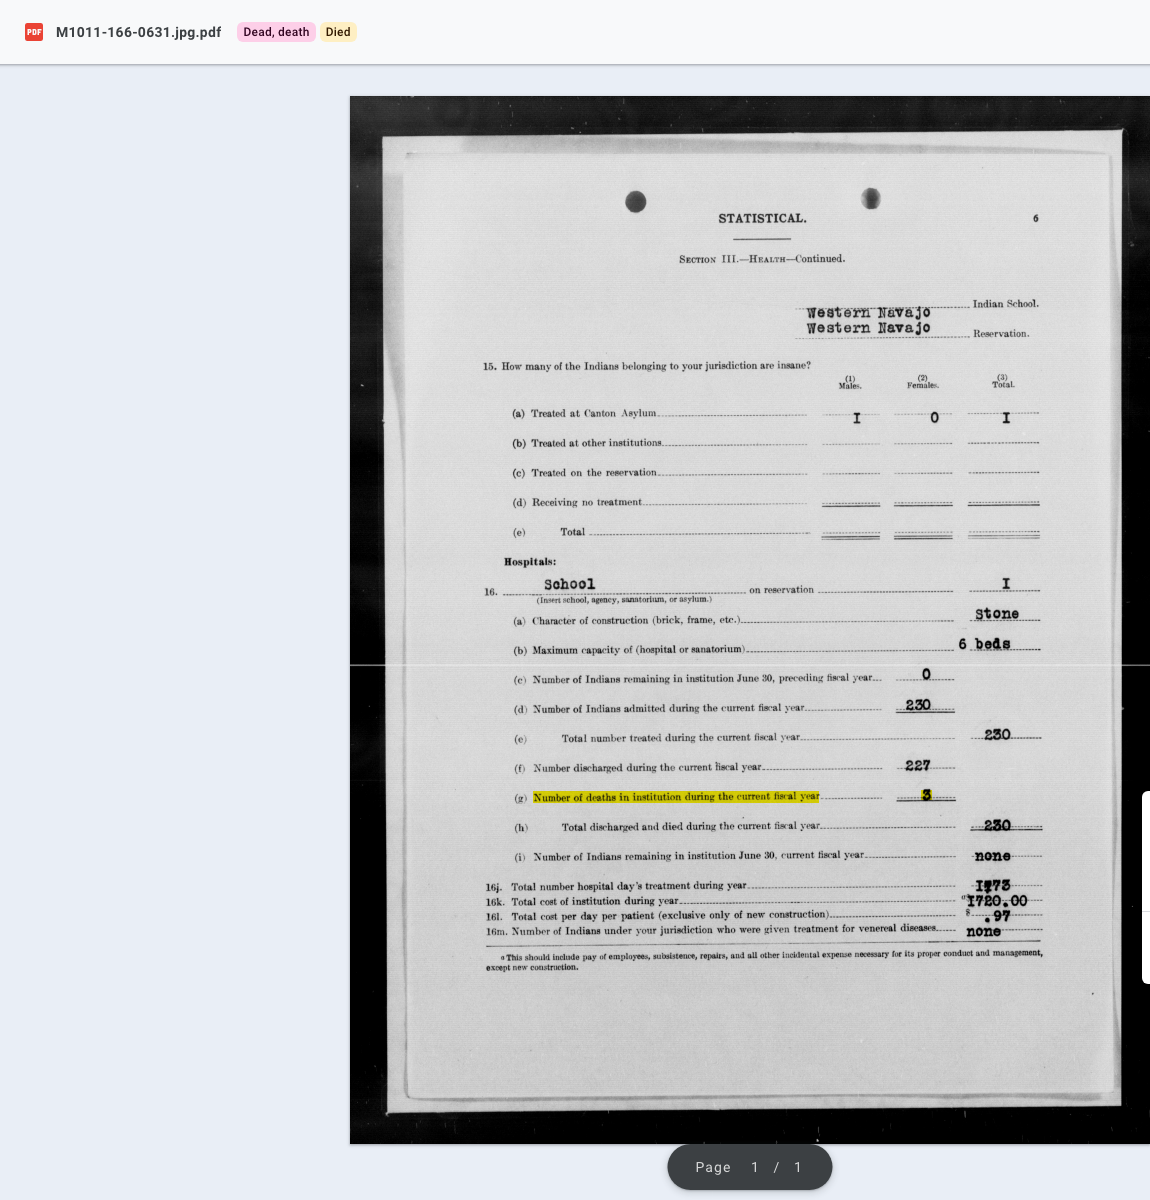 M1011-166-0631.jpg.pdf Dead, death Died
STATISTICAL. 6
SECTION III.—HEALTH—Continued.
Western Navajo Indian School.
Western Navajo Reservation.
15. How many of the Indians belonging to your jurisdiction are insane?
(1) Males. (2) Females. (3) Total.
(a) Treated at Canton Asylum I 0 I
(b) Treated at other institutions
(c) Treated on the reservation
(d) Receiving no treatment
(e) Total
Hospitals:
16. School on reservation I
(Insert school, agency, sanatorium, or asylum.)
(a) Character of construction (brick, frame, etc.) Stone
(b) Maximum capacity of (hospital or sanatorium) 6 beds
(c) Number of Indians remaining in institution June 30, preceding fiscal year 0
(d) Number of Indians admitted during the current fiscal year 230
(e) Total number treated during the current fiscal year 230
(f) Number discharged during the current fiscal year 227
(g) Number of deaths in institution during the current fiscal year 3
(h) Total discharged and died during the current fiscal year 230
(i) Number of Indians remaining in institution June 30, current fiscal year none
16j. Total number hospital day's treatment during year
16k. Total cost of institution during year 1720.00
16l. Total cost per day per patient (exclusive only of new construction) $ .97
16m. Number of Indians under your jurisdiction who were given treatment for venereal diseases none
a This should include pay of employees, subsistence, repairs, and all other incidental expense necessary for its proper conduct and management,
except new construction.
Page 1 / 1